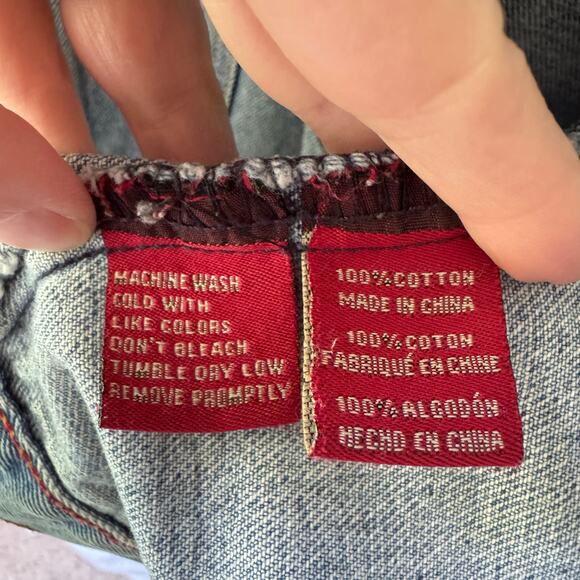 MACHINE WASH
COLD WITH
LIKE COLORS
DON'T BLEACH
TUMBLE DRY LOW
REMOVE PROMPTLY
100% COTTON
MADE IN CHINA
100% COTON
FABRIQUÉ EN CHINE
100% ALGODÓN
HECHO EN CHINA